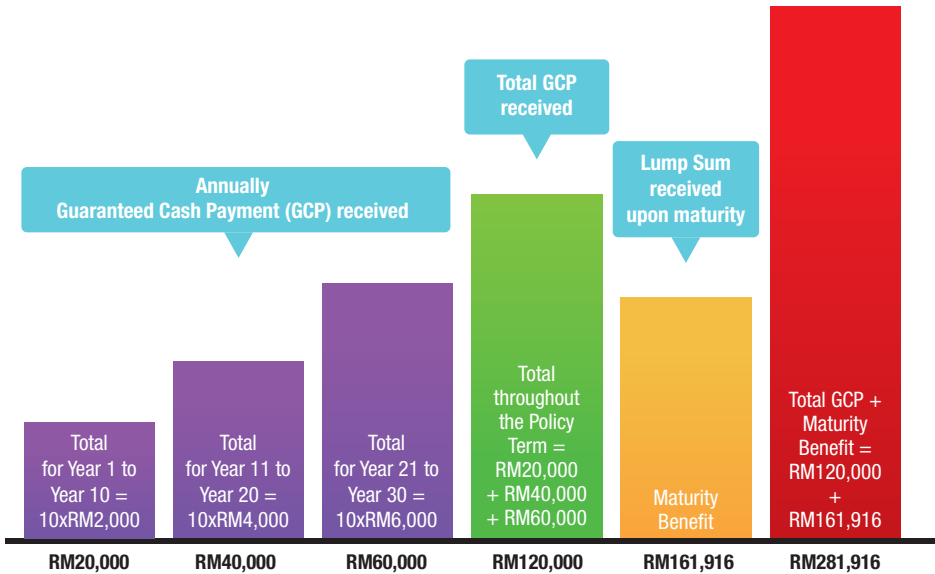 Total GCP
received
Lump Sum
received
upon maturity
Annually
Guaranteed Cash Payment (GCP) received
Total
for Year 1 to
Year 10 =
10xRM2,000
Total
for Year 11 to
Year 20 =
10xRM4,000
Total
for Year 21 to
Year 30 =
10xRM6,000
Total
throughout
the Policy
Term =
RM20,000
+ RM40,000
+ RM60,000
Maturity
Benefit
Total GCP +
Maturity
Benefit =
RM120,000
+
RM161,916
RM20,000
RM40,000
RM60,000
RM120,000
RM161,916
RM281,916